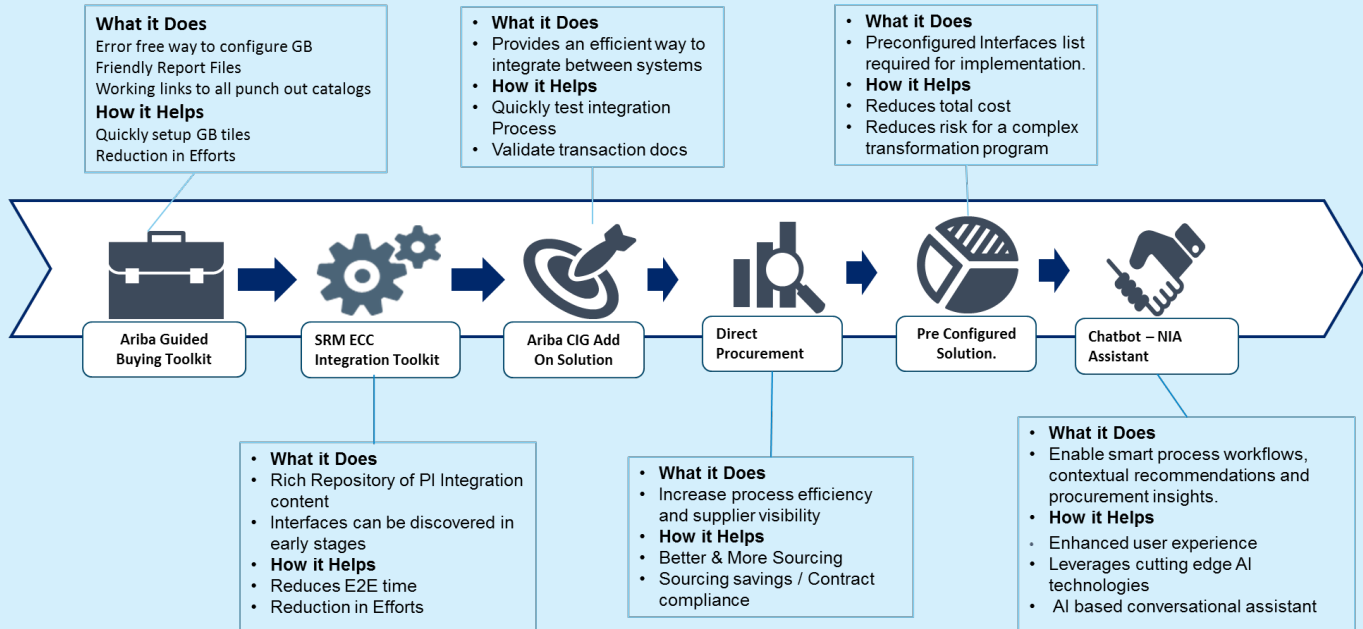 What it Does
Error free way to configure GB
Friendly Report Files
Working links to all punch out catalogs
How it Helps
Quickly setup GB tiles
Reduction in Efforts
• What it Does
• Provides an efficient way to
integrate between systems
• How it Helps
• Quickly test integration
Process
• Validate transaction docs
• What it Does
• Preconfigured Interfaces list
required for implementation.
• How it Helps
• Reduces total cost
• Reduces risk for a complex
transformation program
Ariba Guided
Buying Toolkit
SRM ECC
Integration Toolkit
Ariba CIG Add
On Solution
Direct
Procurement
Pre Configured
Solution.
Chatbot – NIA
Assistant
• What it Does
• Rich Repository of PI Integration
content
• Interfaces can be discovered in
early stages
• How it Helps
• Reduces E2E time
• Reduction in Efforts
• What it Does
• Increase process efficiency
and supplier visibility
• How it Helps
• Better & More Sourcing
• Sourcing savings / Contract
compliance
• What it Does
• Enable smart process workflows,
contextual recommendations and
procurement insights.
• How it Helps
• Enhanced user experience
• Leverages cutting edge AI
technologies
• AI based conversational assistant